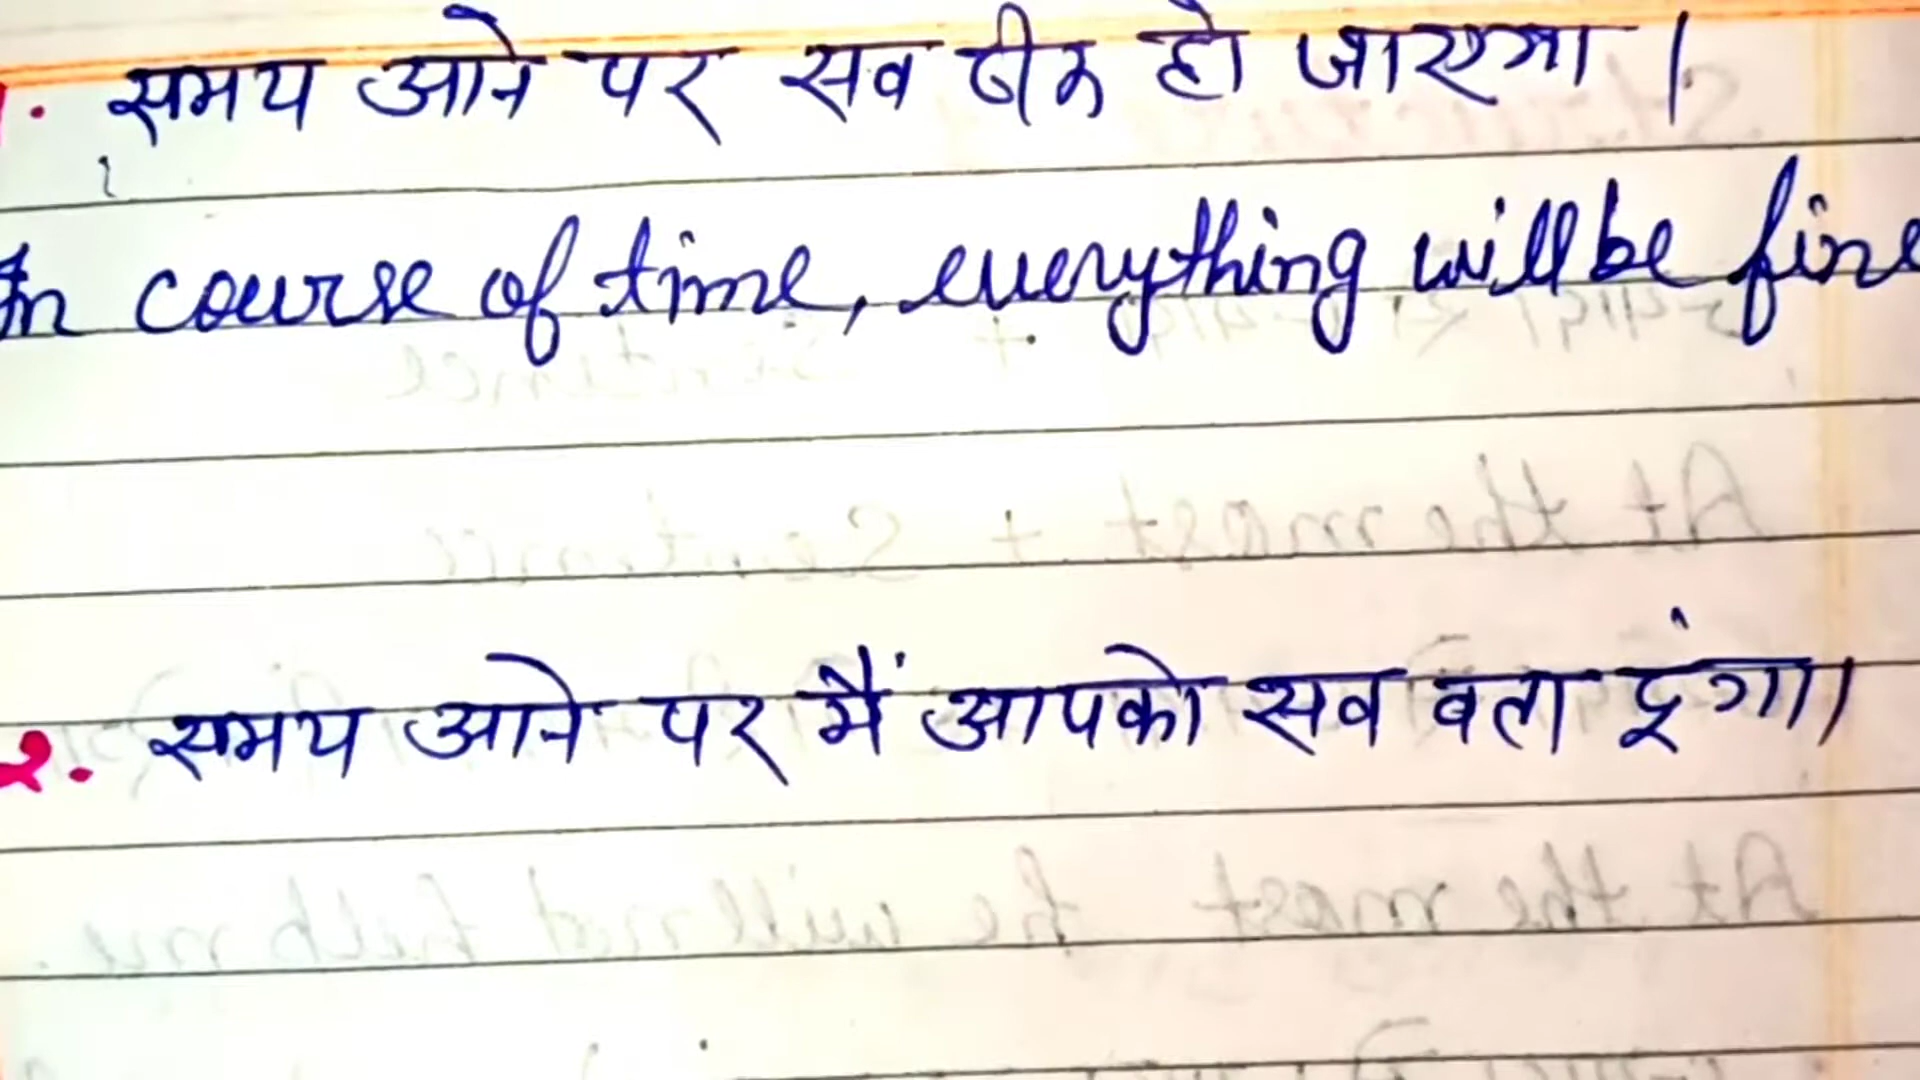 1. समय आने पर सब ठीक हो जाएगा।
In course of time, everything will be fine
2. समय आने पर मैं आपको सब बता दूंगा।